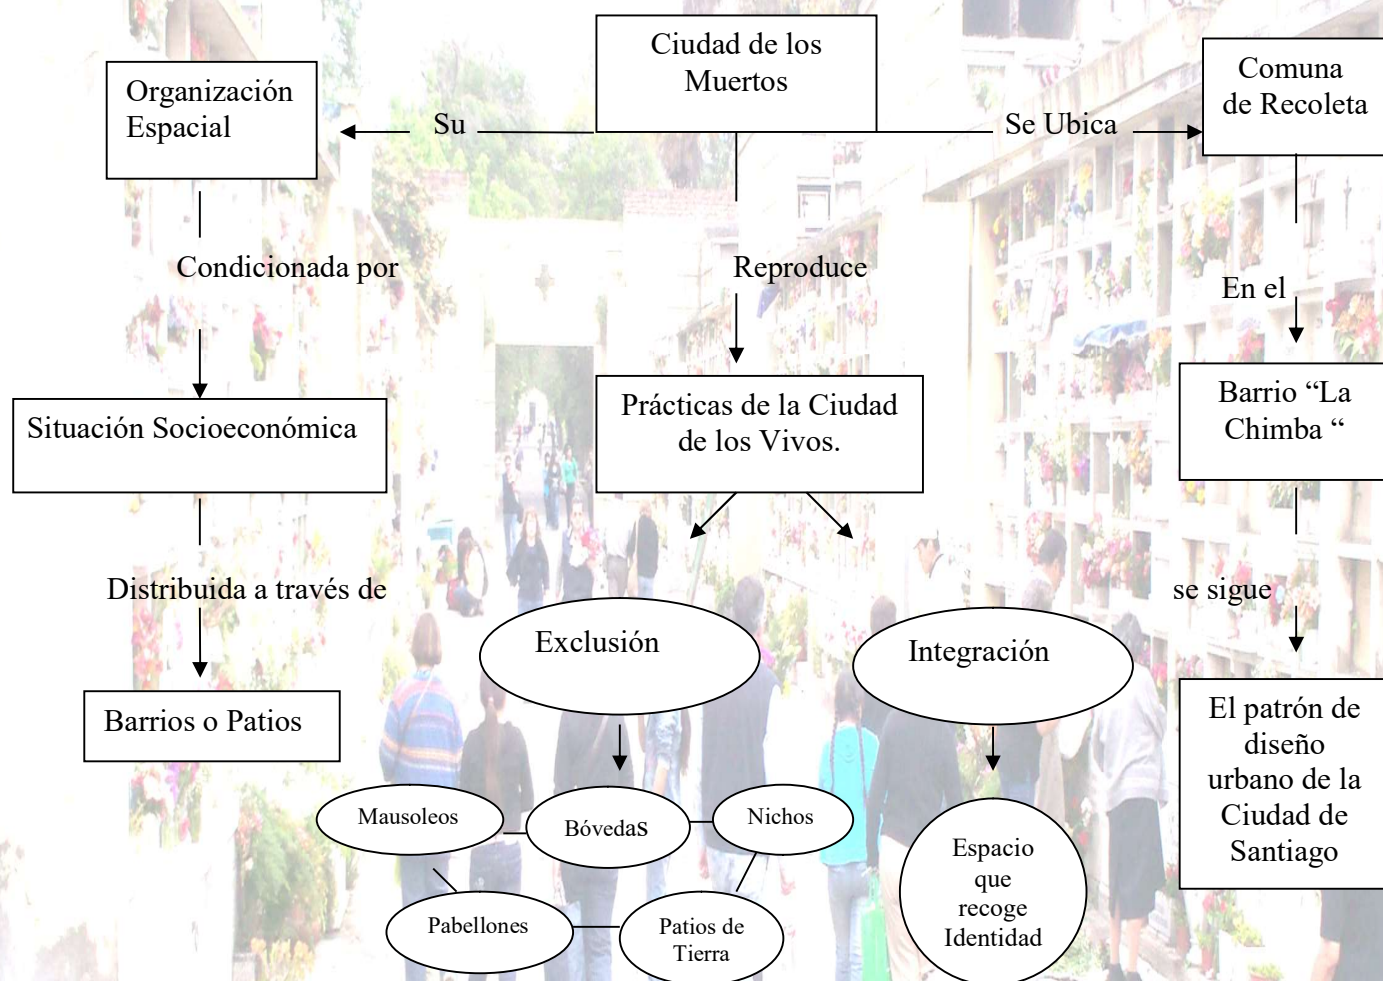 Ciudad de los
Muertos
Organización
Espacial
Su
Se Ubica
Comuna
de Recoleta
Condicionada por
Reproduce
En el
Situación Socioeconómica
Prácticas de la Ciudad
de los Vivos.
Barrio “La
Chimba “
Distribuida a través de
se sigue
Exclusión
Integración
Barrios o Patios
El patrón de
diseño
urbano de la
Ciudad de
Santiago
Mausoleos
Bóvedas
Nichos
Pabellones
Patios de
Tierra
Espacio
que
recoge
Identidad